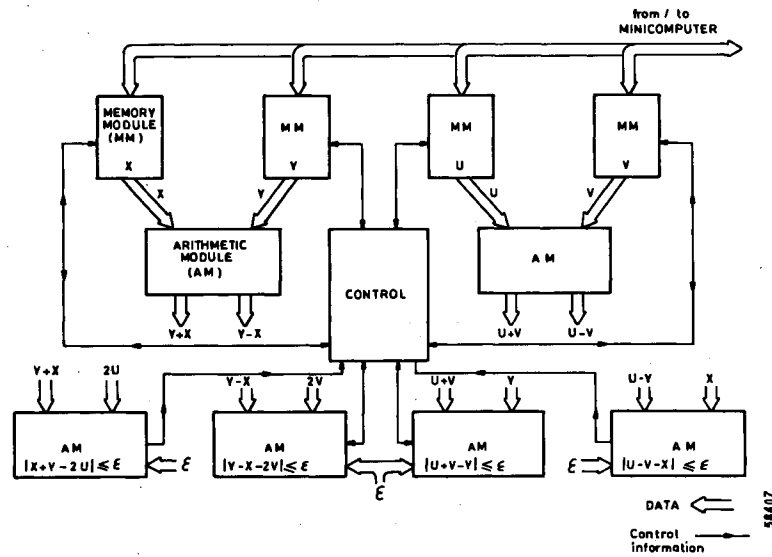 from / to
MINICOMPUTER
MEMORY
MODULE
(MM)
X
MM
Y
MM
U
MM
V
X
Y
U
V
ARITHMETIC
MODULE
(AM)
CONTROL
AM
Y+X
Y-X
U+V
U-V
Y+X
2U
Y-X
2V
U+V
Y
U-V
X
AM
|X+Y-2U| ≤ ε
ε
AM
|Y-X-2V| ≤ ε
ε
AM
|U+V-Y| ≤ ε
ε
AM
|U-V-X| ≤ ε
DATA
Control
information
58407